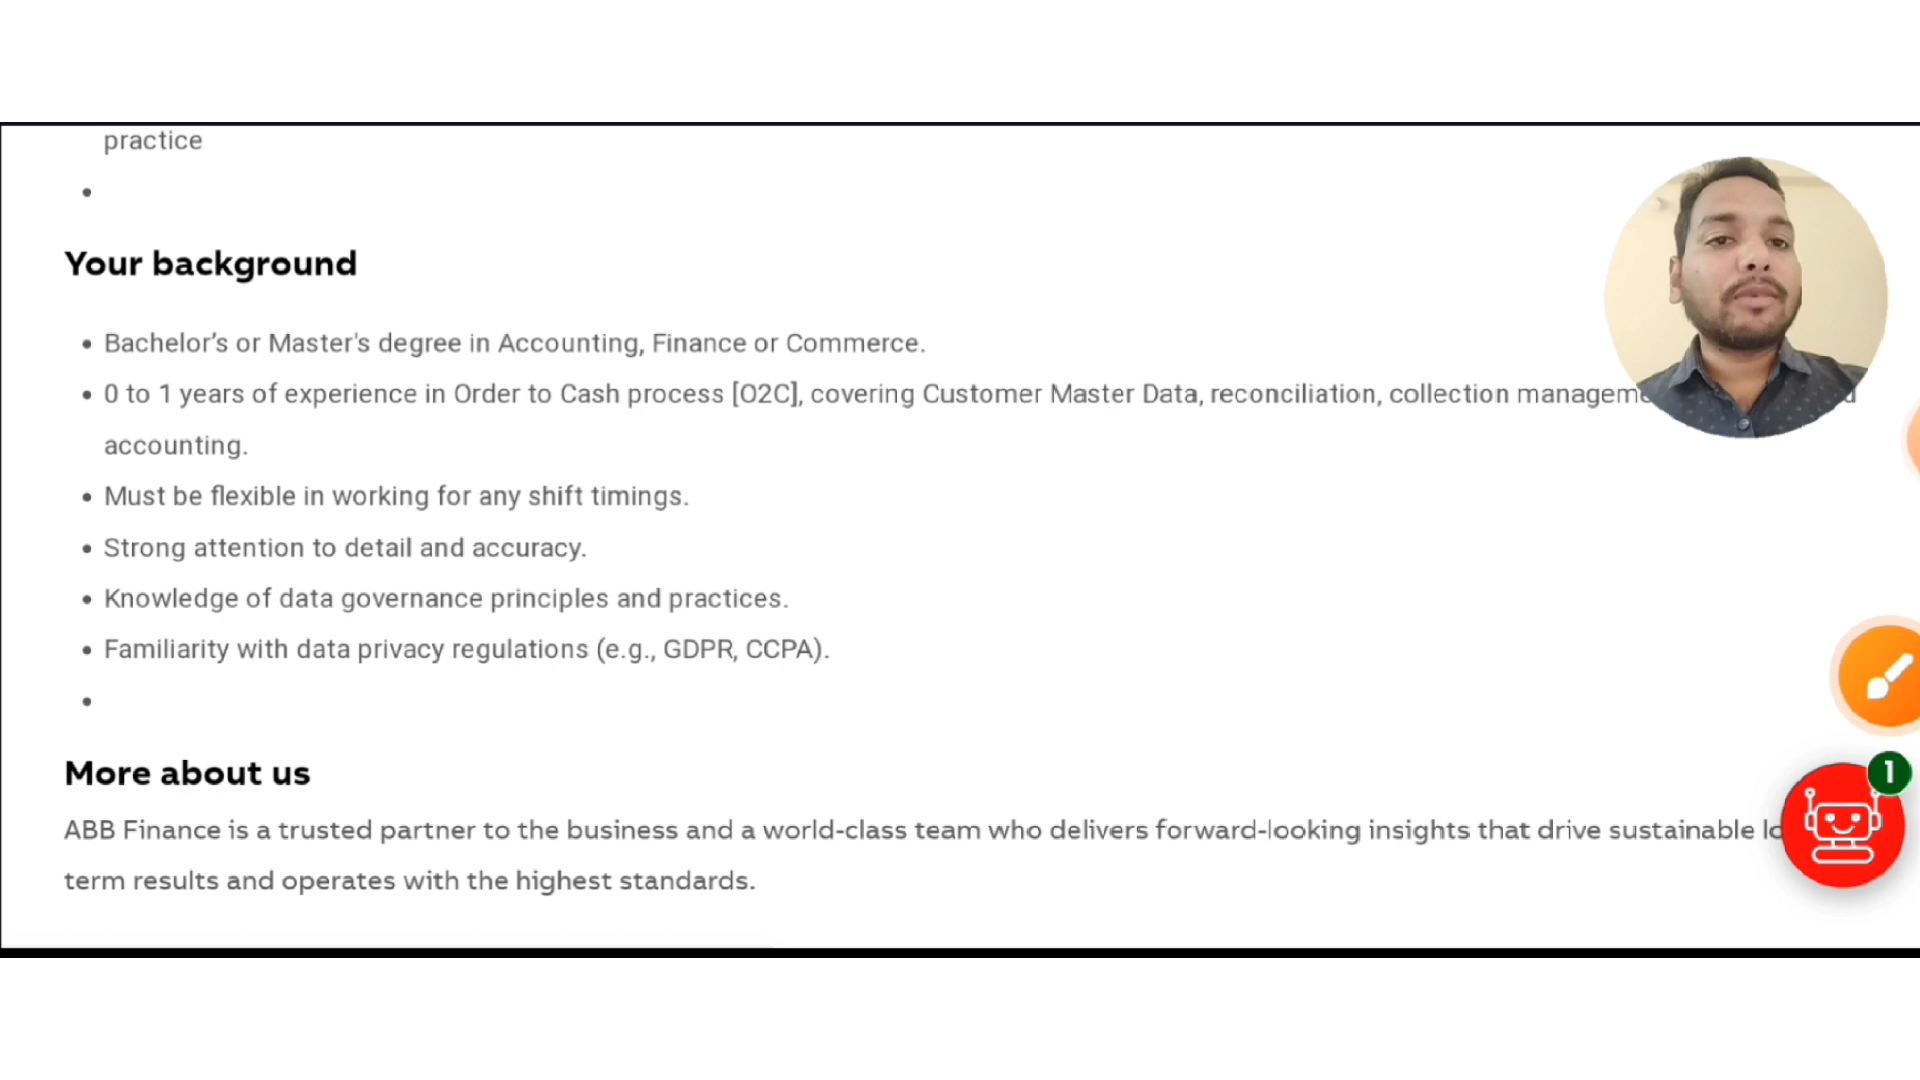 practice
Your background
Bachelor’s or Master's degree in Accounting, Finance or Commerce.
0 to 1 years of experience in Order to Cash process [O2C], covering Customer Master Data, reconciliation, collection
accounting.
Must be flexible in working for any shift timings.
Strong attention to detail and accuracy.
Knowledge of data governance principles and practices.
Familiarity with data privacy regulations (e.g., GDPR, CCPA).
1
More about us
ABB Finance is a trusted partner to the business and a world-class team who delivers forward-looking insights that drive sustainable
term results and operates with the highest standards.